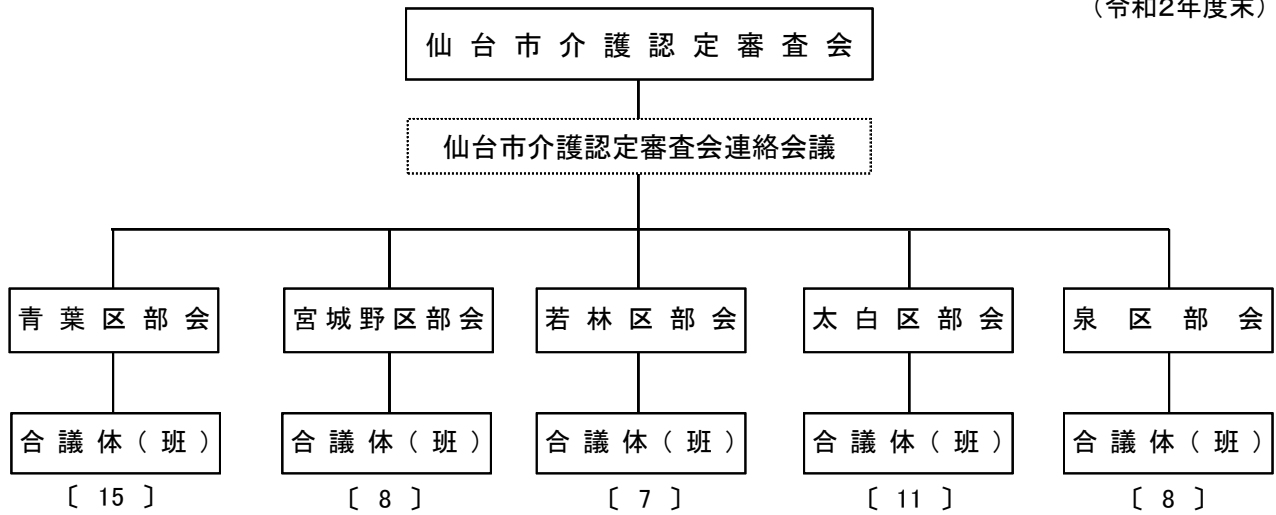 （令和2年度末）
仙台市介護認定審査会
仙台市介護認定審査会連絡会議
青葉区部会 宮城野区部会 若林区部会 太白区部会 泉区部会
合議体（班） 合議体（班） 合議体（班） 合議体（班） 合議体（班）
〔 15 〕 〔 8 〕 〔 7 〕 〔 11 〕 〔 8 〕